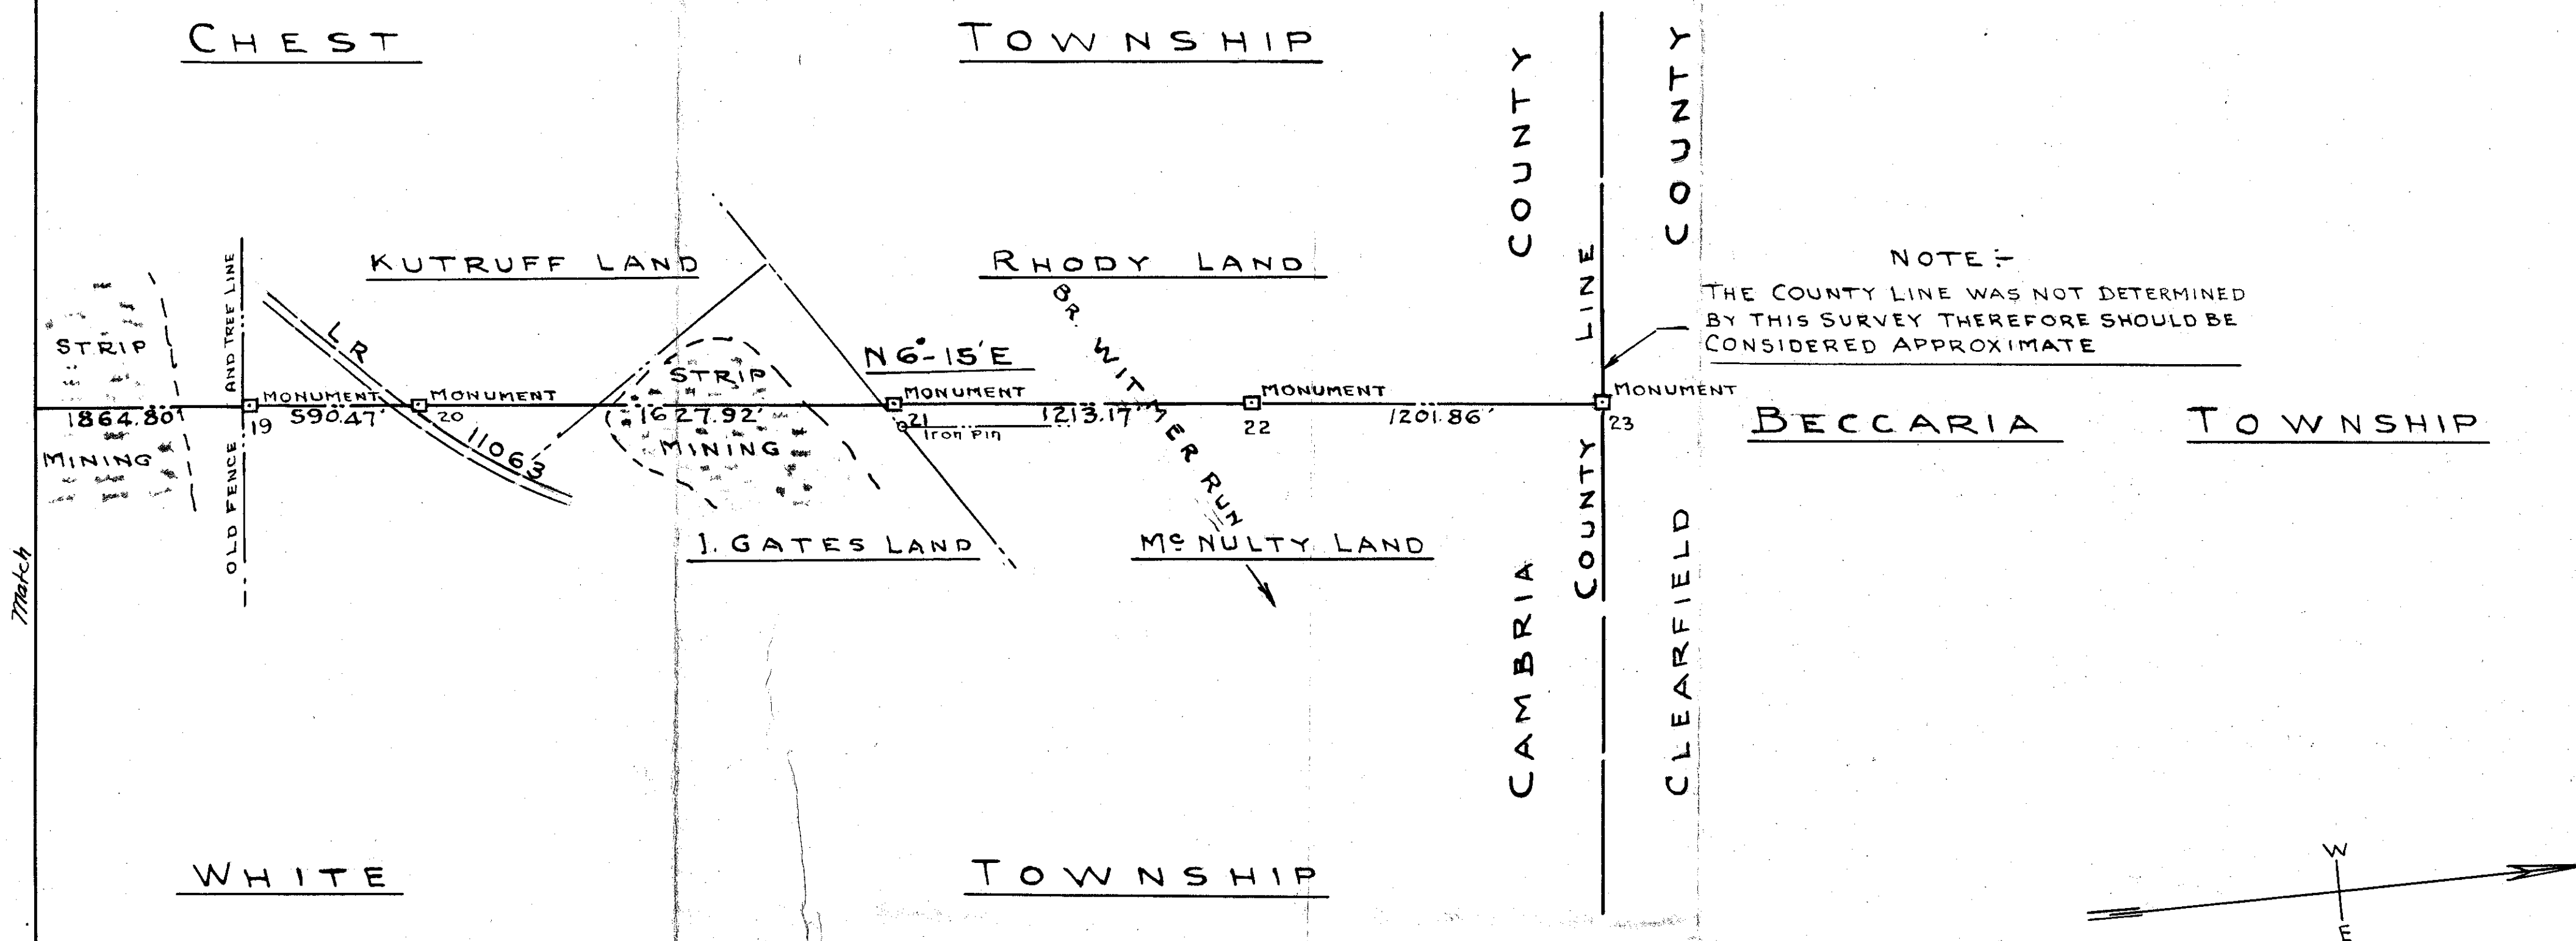 CHEST TOWNSHIP
COUNTY
COUNTY
KUTRUFF LAND
RHODY LAND
NOTE:-
THE COUNTY LINE WAS NOT DETERMINED
BY THIS SURVEY THEREFORE SHOULD BE
CONSIDERED APPROXIMATE
OLD FENCE AND TREE LINE
STRIP
MINING
1864.80'
MONUMENT
19
590.47'
LR 11063
MONUMENT
20
STRIP
1627.92'
MINING
N 6°-15' E
MONUMENT
21
Iron Pin
1213.17'
BR. WITMER RUN
MONUMENT
22
1201.86'
COUNTY LINE
MONUMENT
23
BECCARIA TOWNSHIP
I. GATES LAND
Mc NULTY LAND
Match
CAMBRIA
CLEARFIELD
WHITE TOWNSHIP
W
E